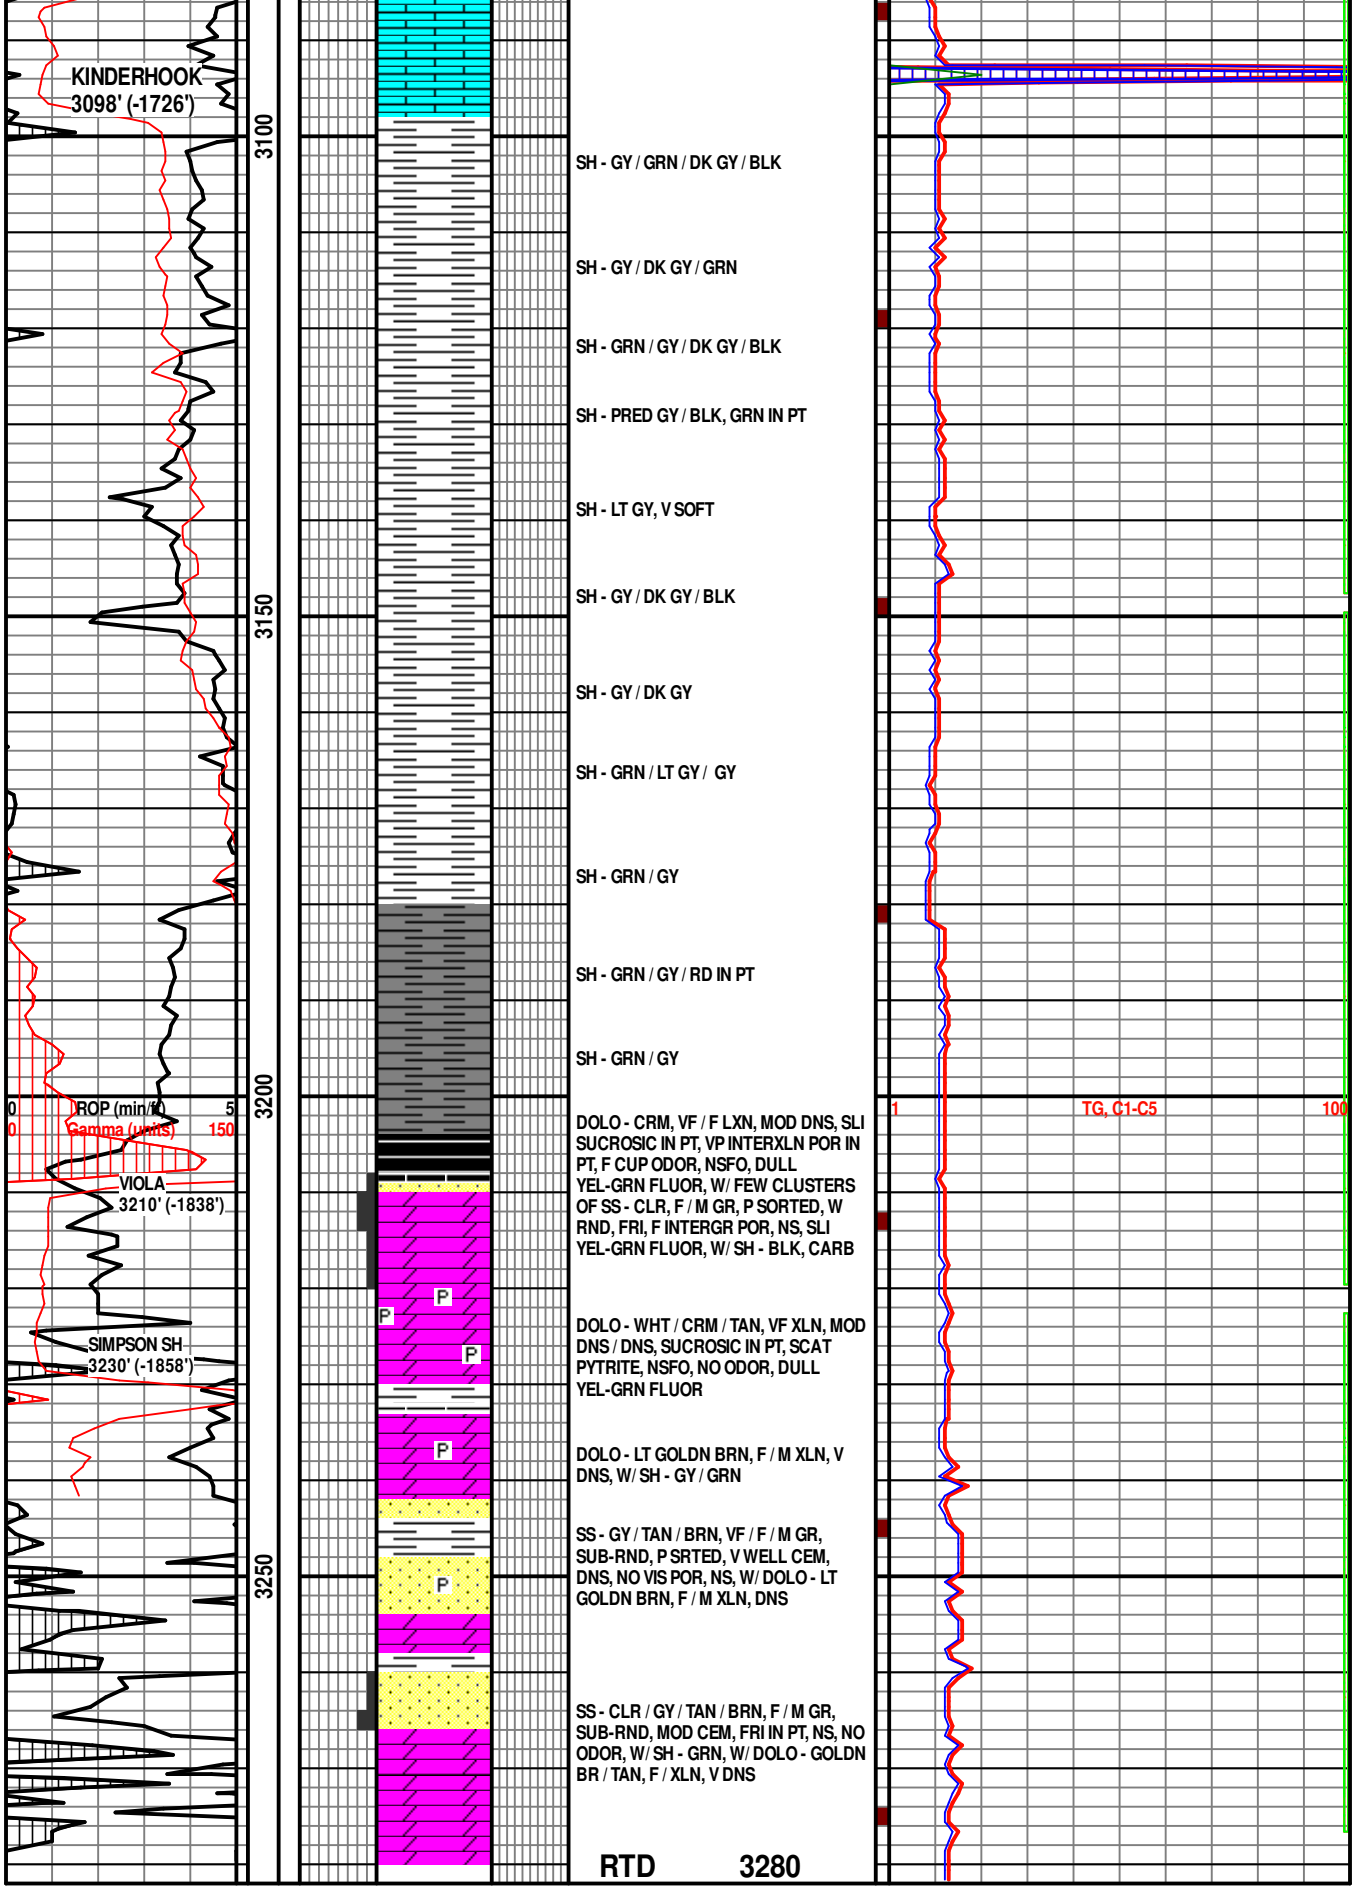 KINDERHOOK
3098' (-1726')
3100
SH - GY / GRN / DK GY / BLK
SH - GY / DK GY / GRN
SH - GRN / GY / DK GY / BLK
SH - PRED GY / BLK, GRN IN PT
SH - LT GY, V SOFT
3150
SH - GY / DK GY / BLK
SH - GY / DK GY
SH - GRN / LT GY / GY
SH - GRN / GY
SH - GRN / GY / RD IN PT
SH - GRN / GY
3200
0 ROP (min/ft) 5
0 Gamma (units) 150
1 TG, C1-C5 100
DOLO - CRM, VF / F LXN, MOD DNS, SLI
SUCROSIC IN PT, VP INTERXLN POR IN
PT, F CUP ODOR, NSFO, DULL
YEL-GRN FLUOR, W/ FEW CLUSTERS
OF SS - CLR, F / M GR, P SORTED, W
RND, FRI, F INTERGR POR, NS, SLI
YEL-GRN FLUOR, W/ SH - BLK, CARB
VIOLA
3210' (-1838')
P
P
P
DOLO - WHT / CRM / TAN, VF XLN, MOD
DNS / DNS, SUCROSIC IN PT, SCAT
PYTRITE, NSFO, NO ODOR, DULL
YEL-GRN FLUOR
SIMPSON SH
3230' (-1858')
P
DOLO - LT GOLDN BRN, F / M XLN, V
DNS, W/ SH - GY / GRN
3250
P
SS - GY / TAN / BRN, VF / F / M GR,
SUB-RND, P SRTED, V WELL CEM,
DNS, NO VIS POR, NS, W/ DOLO - LT
GOLDN BRN, F / M XLN, DNS
SS - CLR / GY / TAN / BRN, F / M GR,
SUB-RND, MOD CEM, FRI IN PT, NS, NO
ODOR, W/ SH - GRN, W/ DOLO - GOLDN
BR / TAN, F / XLN, V DNS
RTD 3280